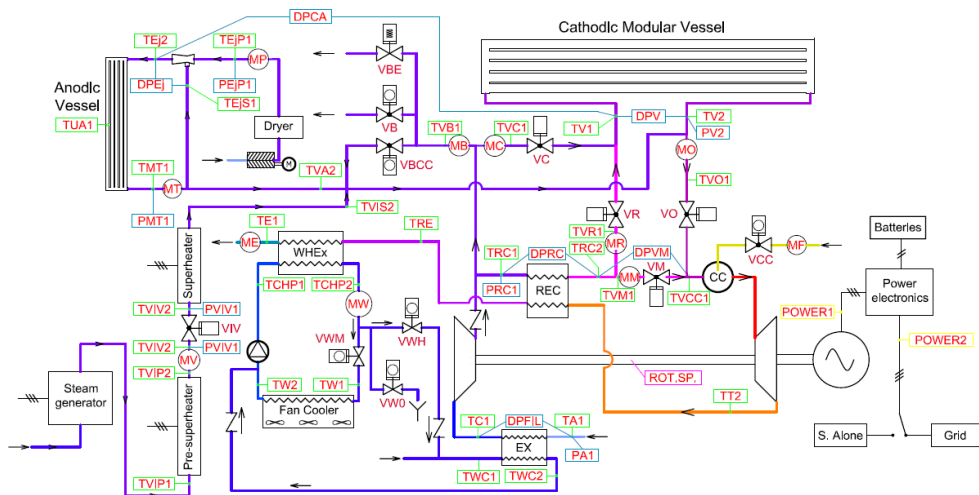 DPCA
Cathodic Modular Vessel
TEj2
TEjP1
MP
VBE
Anodic
Vessel
DPEj
PEjP1
TEjS1
TUA1
Dryer
M
VB
TVB1
TVC1
TV1
DPV
TV2
PV2
MB
MC
VC
MO
VBCC
TMT1
MT
TVA2
TVO1
PMT1
TVIS2
VR
VO
TE1
TRE
TVR1
ME
WHEx
TRC1
DPRC
TRC2
MR
DPVM
VCC
MF
Batteries
Superheater
TCHP1
TCHP2
PRC1
REC
MM
VM
CC
TVM1
TVCC1
Power
electronics
TVIV2
PVIV1
MW
POWER1
VIV
VWM
VWH
POWER2
TVIV2
PVIV1
MV
TVIP2
Steam
generator
TW2
TW1
VW0
ROT,SP,
Fan Cooler
TT2
Pre-superheater
TC1
DPF|L
TA1
EX
PA1
S. Alone
Grid
TWC1
TWC2
TV|P1